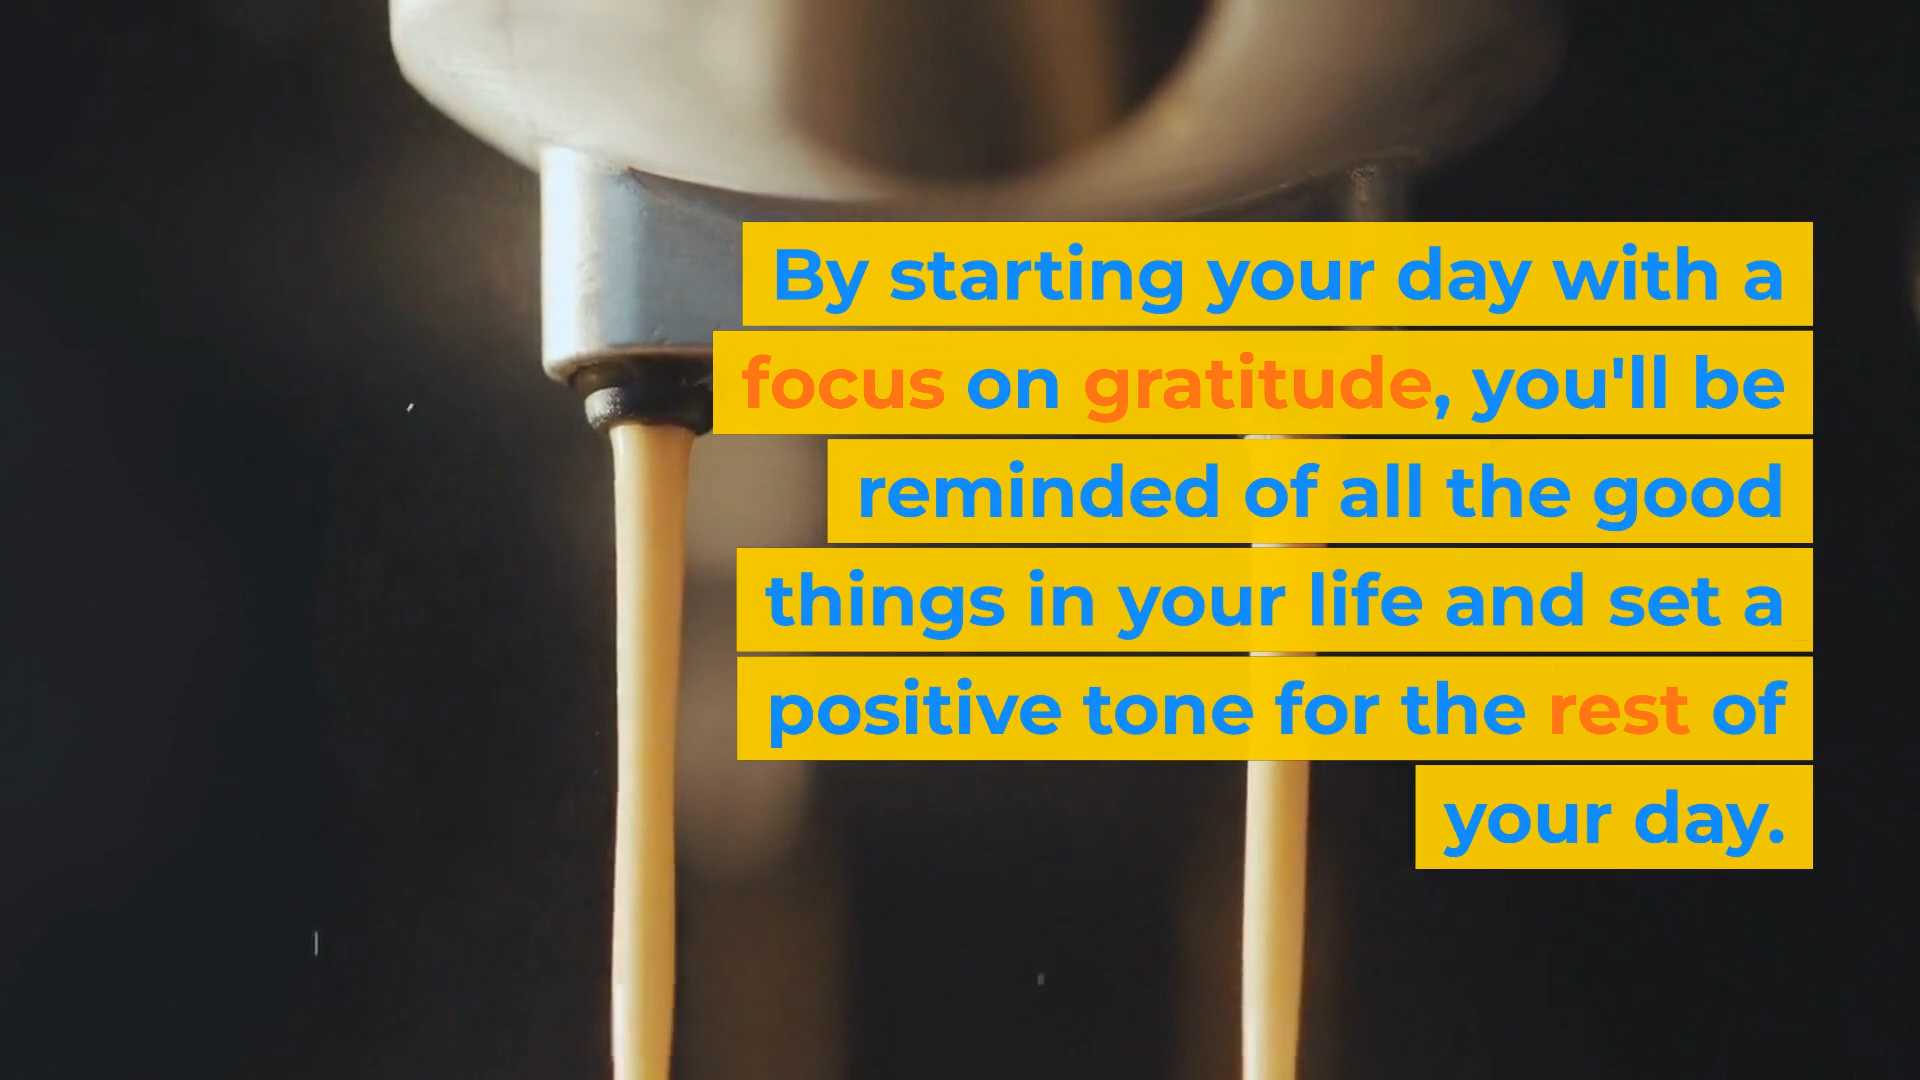 By starting your day with a
focus on gratitude, you'll be
reminded of all the good
things in your life and set a
positive tone for the rest of
your day.